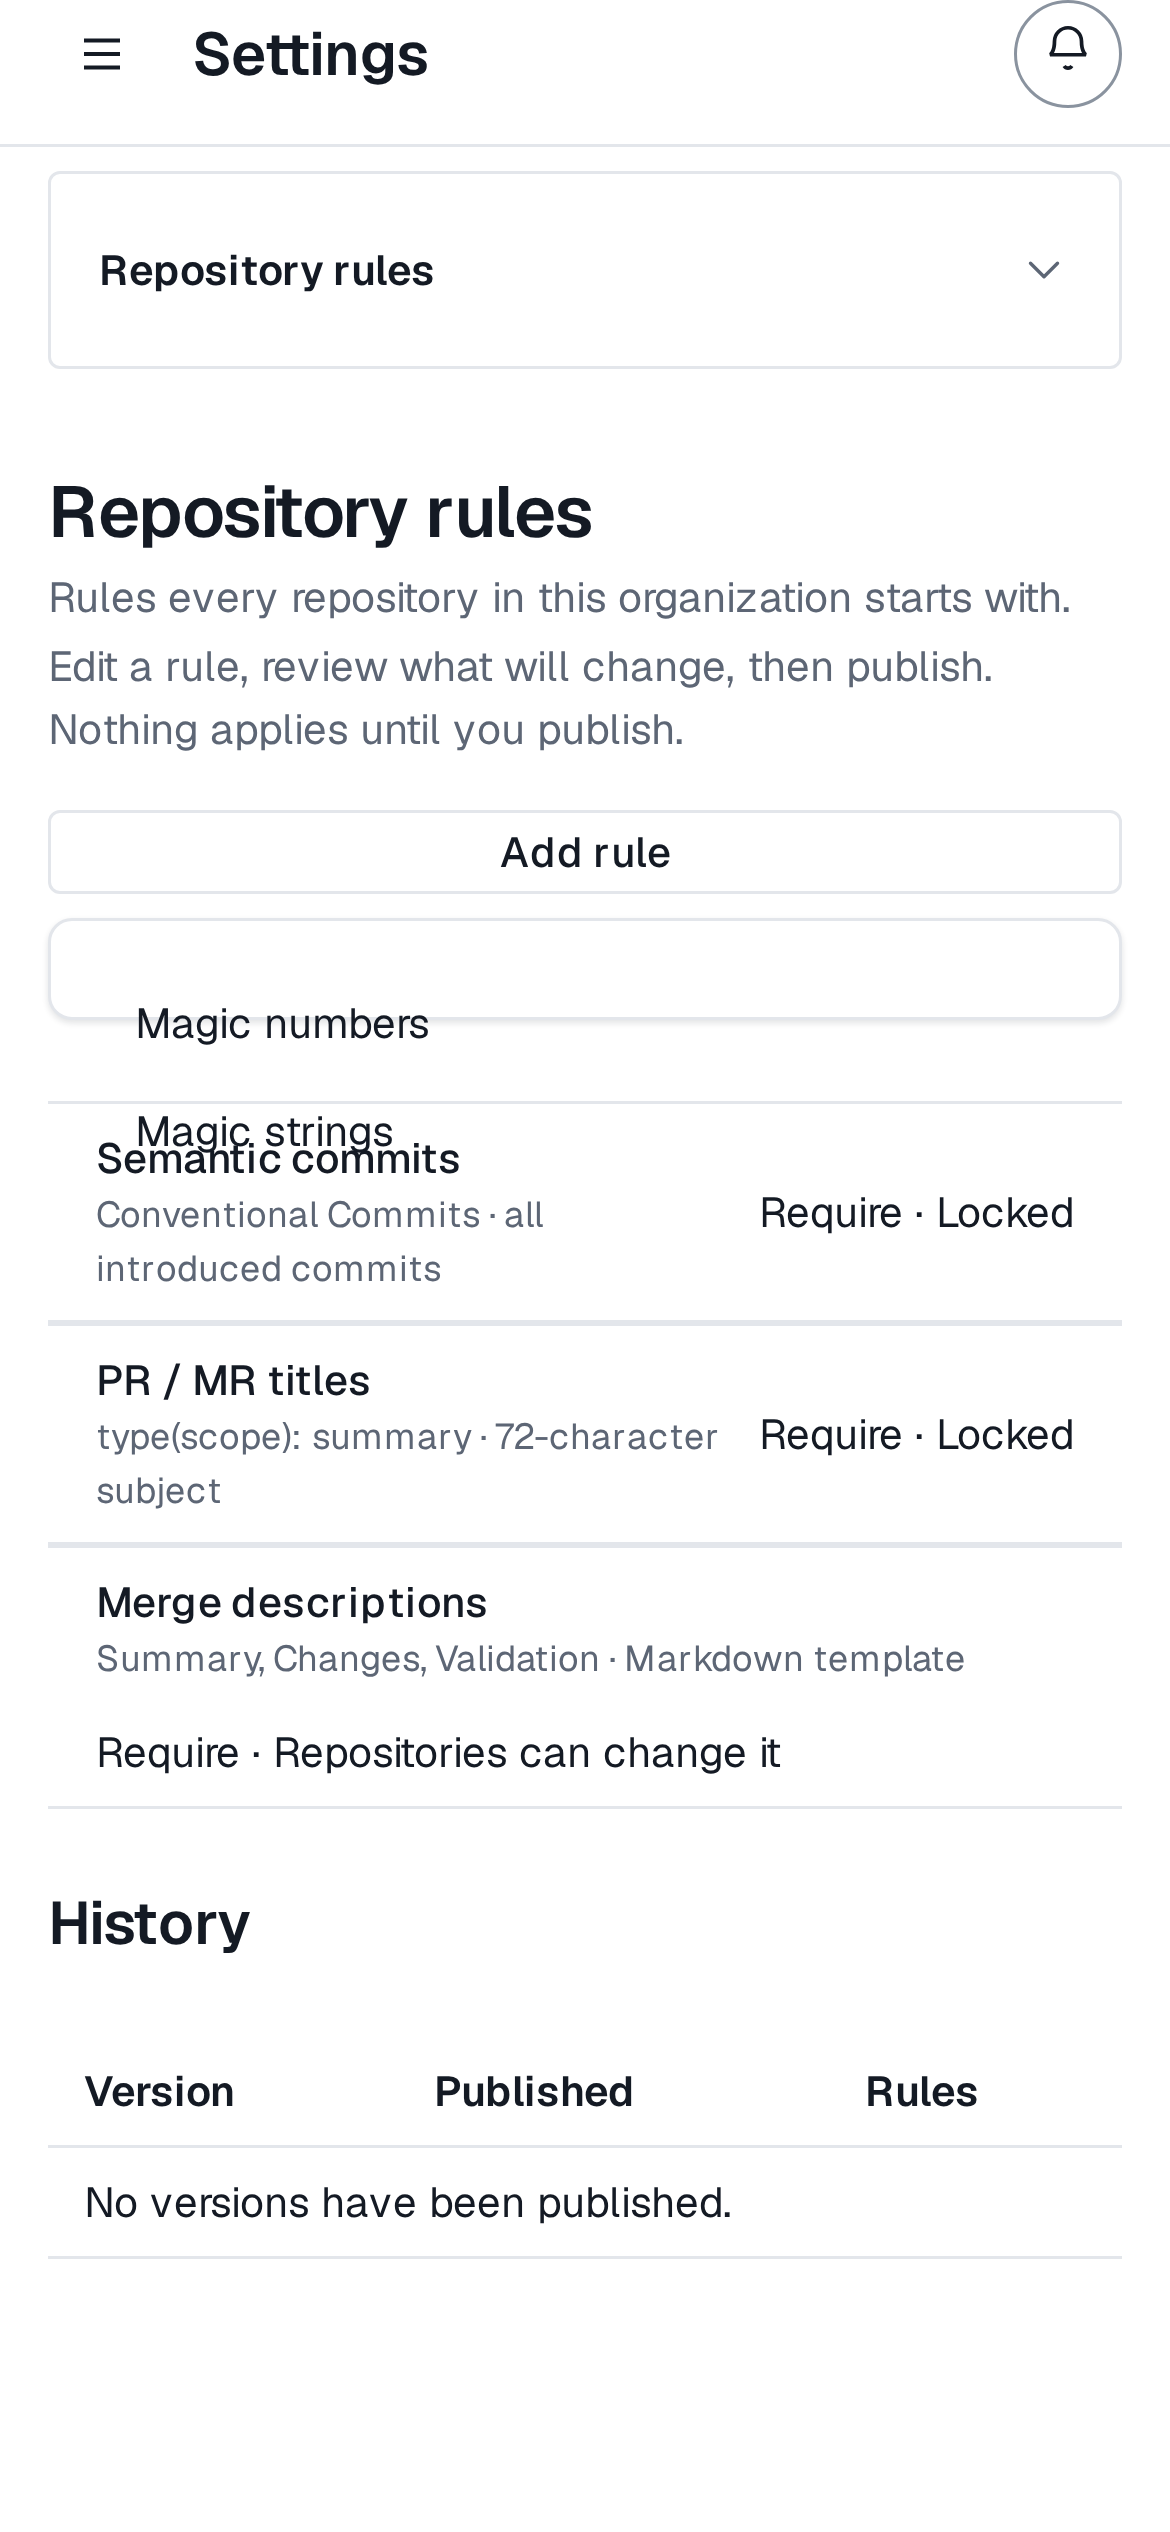 Settings
Repository rules
Repository rules
Rules every repository in this organization starts with.
Edit a rule, review what will change, then publish.
Nothing applies until you publish.
Add rule
Magic numbers
Magic strings
Semantic commits
Conventional Commits · all
introduced commits
Require · Locked
PR / MR titles
type(scope): summary · 72-character
subject
Require · Locked
Merge descriptions
Summary, Changes, Validation · Markdown template
Require · Repositories can change it
History
Version Published Rules
No versions have been published.